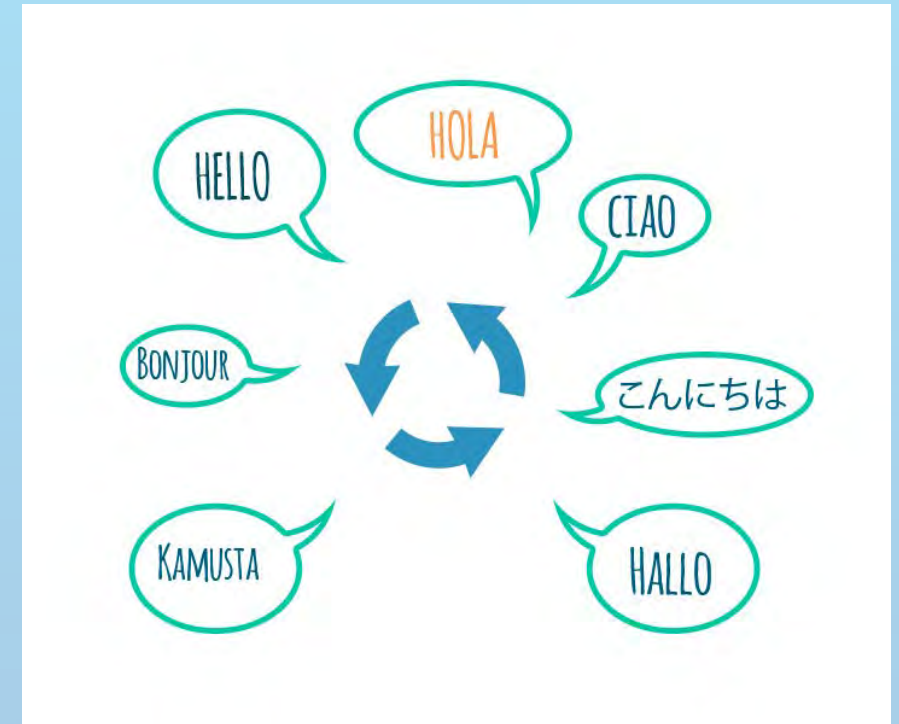 HOLA
HELLO
CIAO
BONJOUR
こんにちは
KAMUSTA
HALLO